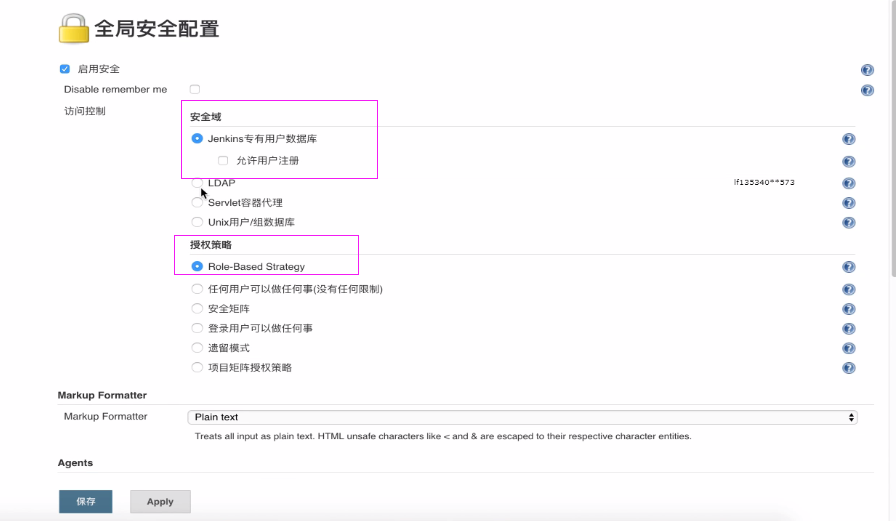 全局安全配置
启用安全
Disable remember me
访问控制
安全域
Jenkins专有用户数据库
允许用户注册
LDAP
lf135340**573
Servlet容器代理
Unix用户/组数据库
授权策略
Role-Based Strategy
任何用户可以做任何事(没有任何限制)
安全矩阵
登录用户可以做任何事
遗留模式
项目矩阵授权策略
Markup Formatter
Markup Formatter Plain text
Treats all input as plain text. HTML unsafe characters like < and & are escaped to their respective character entities.
Agents
保存 Apply